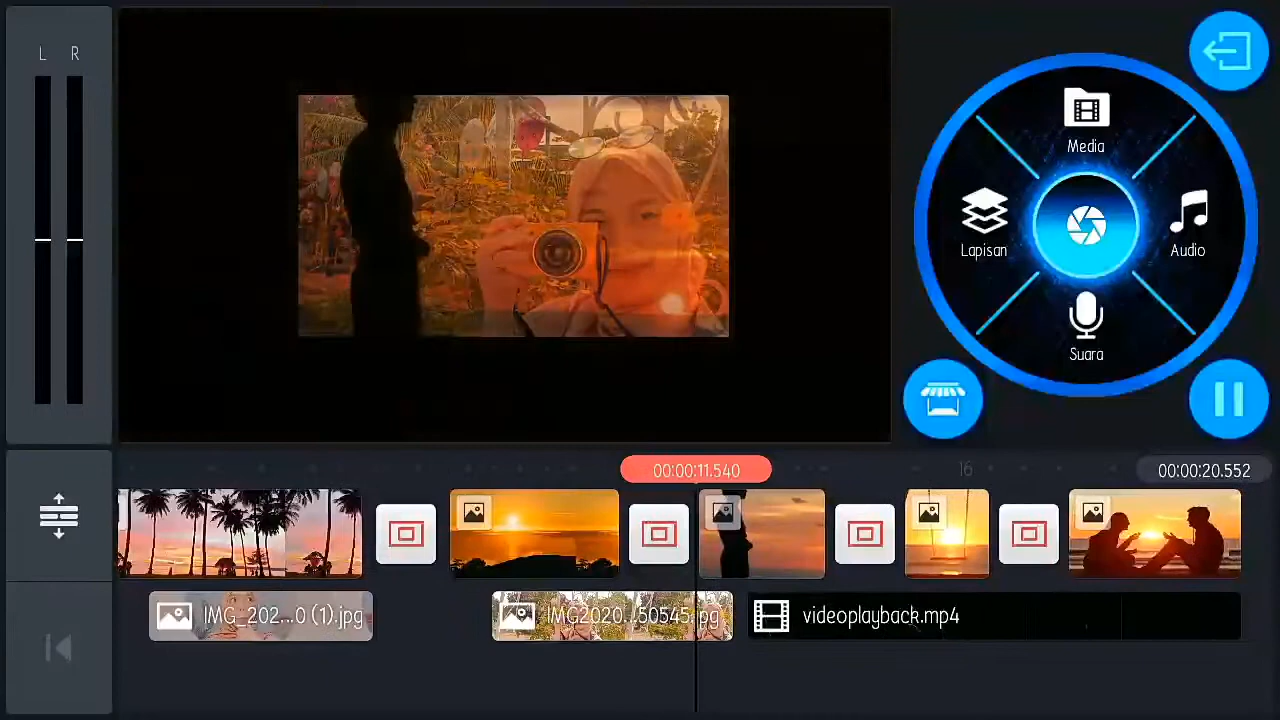 L R
Media
Lapisan
Audio
Suara
00:00:11.540
16
00:00:20.552
IMG_202...0 (1).jpg
IMG2020...50545.jpg
videoplayback.mp4